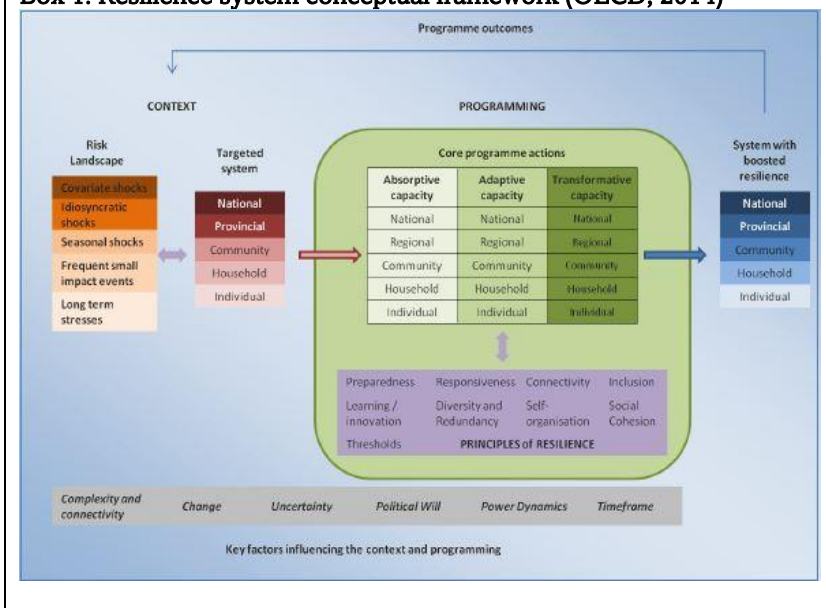 Box 1: Resilience system conceptual framework (OECD, 2014)
Programme outcomes
CONTEXT
PROGRAMMING
Risk
Landscape
Covariate shocks
Idiosyncratic
shocks
Seasonal shocks
Frequent small
impact events
Long term
stresses
Targeted
system
National
Provincial
Community
Household
Individual
Core programme actions
Absorptive
capacity
Adaptive
capacity
Transformative
capacity
National
National
National
Regional
Regional
Regional
Community
Community
Community
Household
Household
Household
Individual
Individual
Individual
Preparedness
Responsiveness
Connectivity
Inclusion
Learning /
innovation
Diversity and
Redundancy
Self-
organisation
Social
Cohesion
Thresholds
PRINCIPLES of RESILIENCE
System with
boosted
resilience
National
Provincial
Community
Household
Individual
Complexity and
connectivity
Change
Uncertainty
Political Will
Power Dynamics
Timeframe
Key factors influencing the context and programming